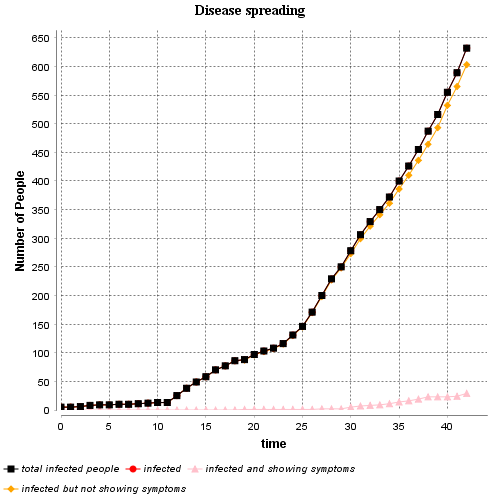 Disease spreading
650
600
550
500
450
400
350
300
250
200
150
100
50
0
Number of People
0 5 10 15 20 25 30 35 40
time
total infected people infected infected and showing symptoms
infected but not showing symptoms